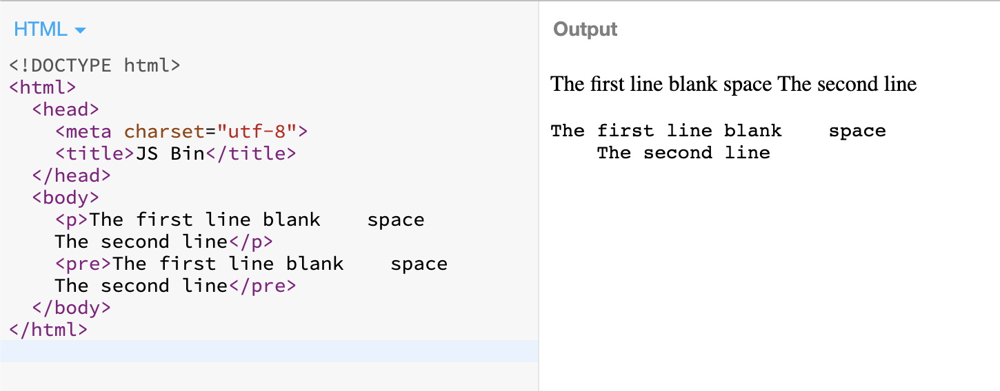 HTML
<!DOCTYPE html>
<html>
  <head>
    <meta charset="utf-8">
    <title>JS Bin</title>
  </head>
  <body>
    <p>The first line blank    space
    The second line</p>
    <pre>The first line blank    space
    The second line</pre>
  </body>
</html>
Output
The first line blank space The second line
The first line blank    space
    The second line